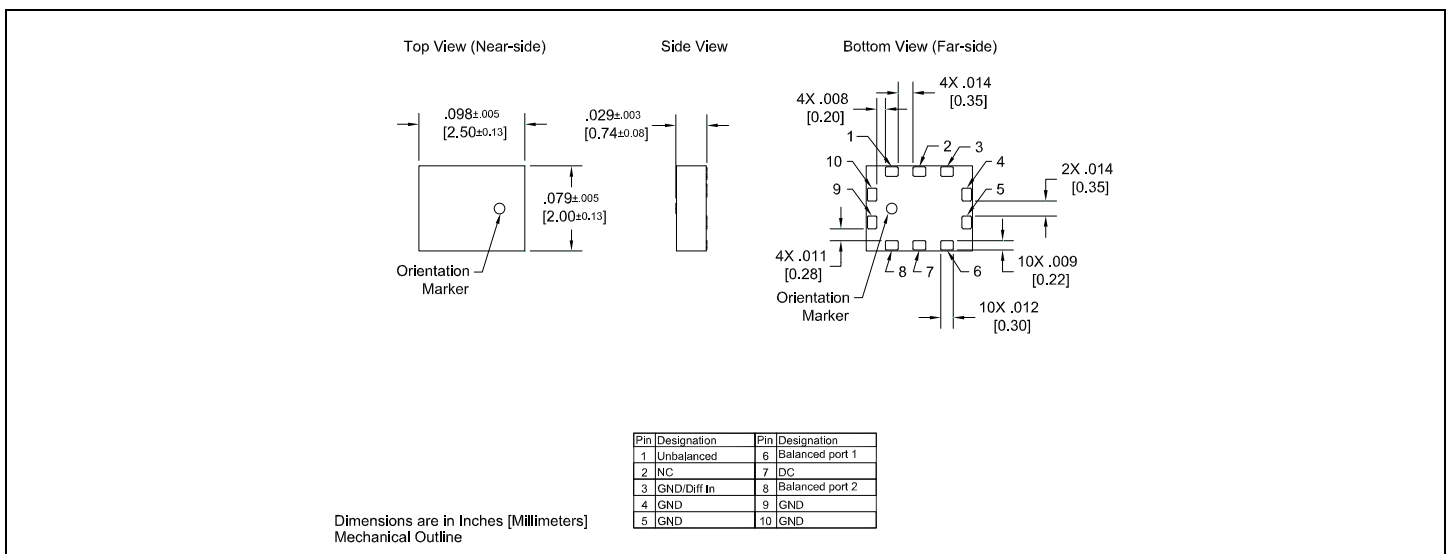 Top View (Near-side)
Side View
Bottom View (Far-side)
.098±.005
[2.50±0.13]
.079±.005
[2.00±0.13]
Orientation
Marker
.029±.003
[0.74±0.08]
4X .008
[0.20]
4X .014
[0.35]
1
2
3
4
5
10
9
2X .014
[0.35]
4X .011
[0.28]
8
7
6
10X .009
[0.22]
Orientation
Marker
10X .012
[0.30]
Pin Designation Pin Designation
1 Unbalanced 6 Balanced port 1
2 NC 7 DC
3 GND/Diff In 8 Balanced port 2
4 GND 9 GND
5 GND 10 GND
Dimensions are in Inches [Millimeters]
Mechanical Outline